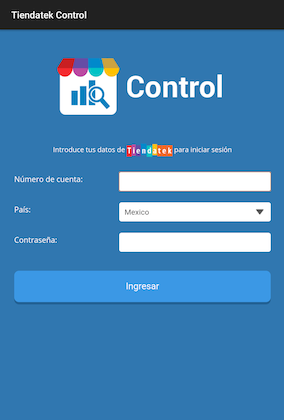 Tiendatek Control
Control
Introduce tus datos de Tiendatek para iniciar sesión
Número de cuenta:
País:
Mexico
Contraseña:
Ingresar